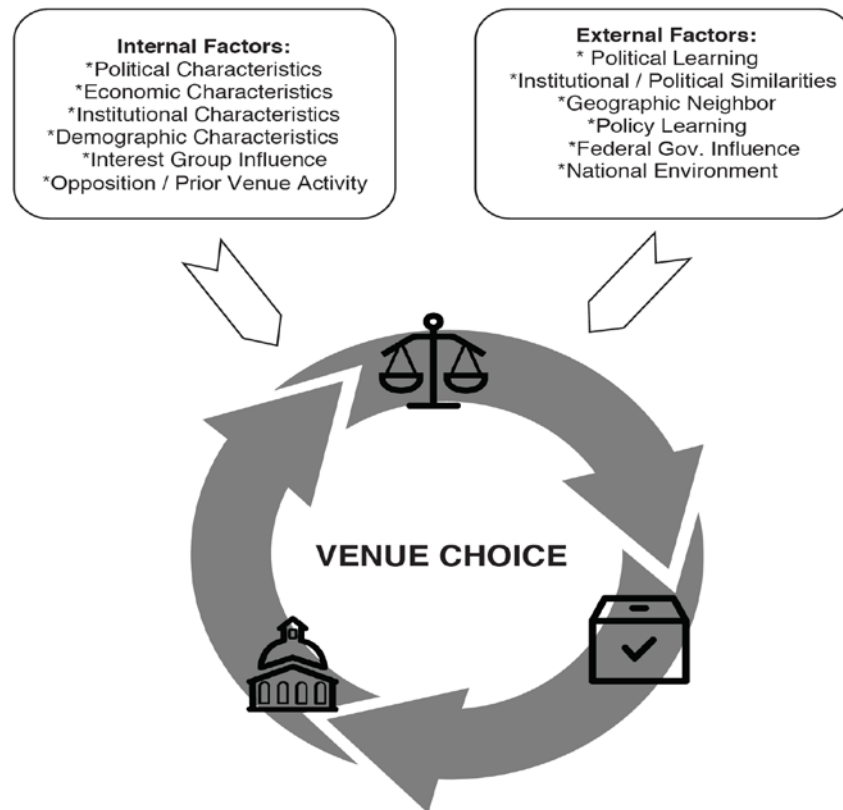 Internal Factors:
*Political Characteristics
*Economic Characteristics
*Institutional Characteristics
*Demographic Characteristics
*Interest Group Influence
*Opposition / Prior Venue Activity
External Factors:
* Political Learning
*Institutional / Political Similarities
*Geographic Neighbor
*Policy Learning
*Federal Gov. Influence
*National Environment
VENUE CHOICE